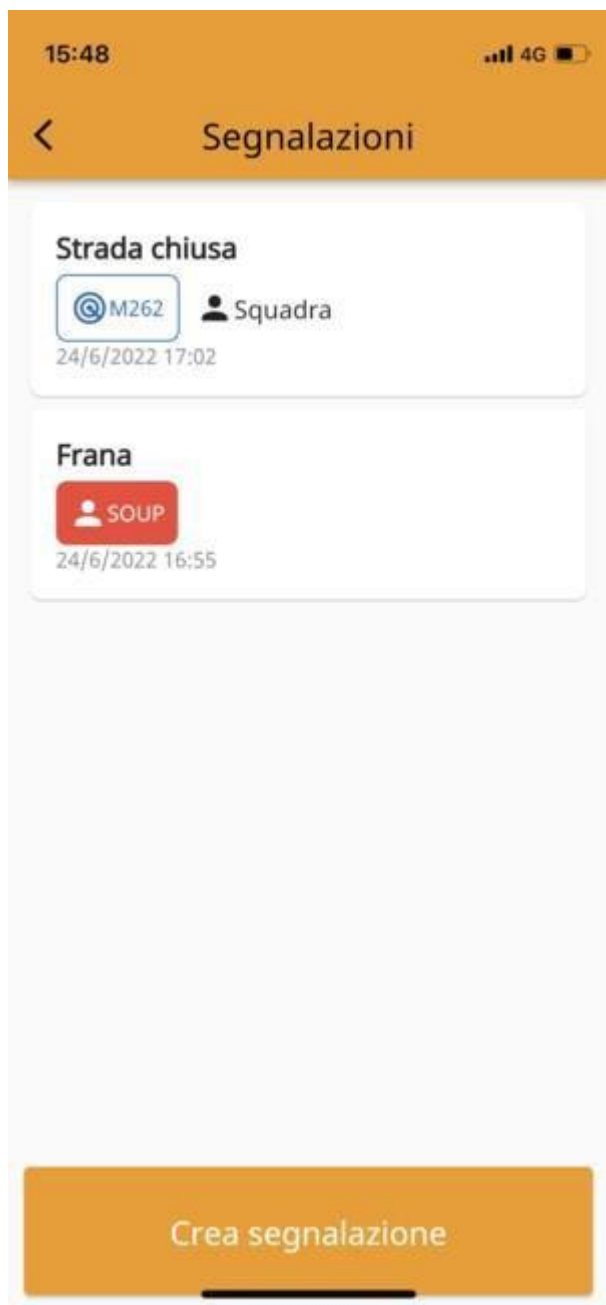 15:48 4G
Segnalazioni
Strada chiusa
M262 Squadra
24/6/2022 17:02
Frana
SOUP
24/6/2022 16:55
Crea segnalazione